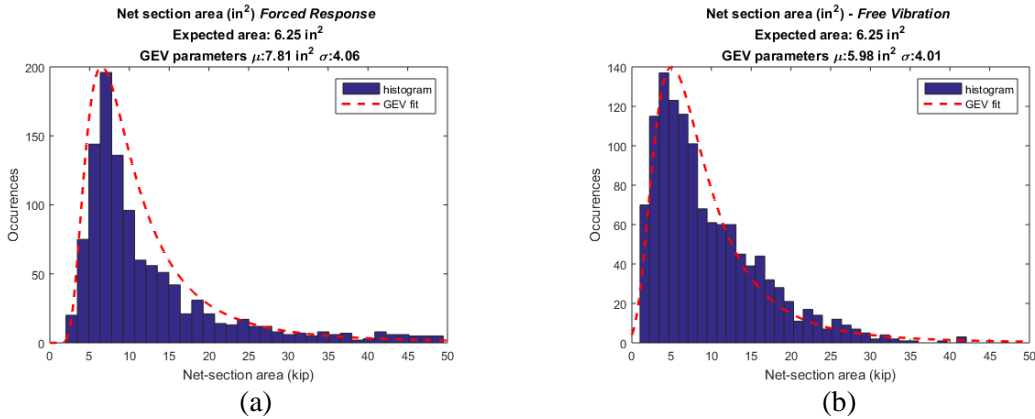 Net section area (in²) Forced Response
Expected area: 6.25 in²
GEV parameters μ:7.81 in² σ:4.06
200
150
100
50
0
Occurences
histogram
GEV fit
0 5 10 15 20 25 30 35 40 45 50
Net-section area (kip)
(a)
Net section area (in²) - Free Vibration
Expected area: 6.25 in²
GEV parameters μ:5.98 in² σ:4.01
140
120
100
80
60
40
20
0
Occurrences
histogram
GEV fit
0 5 10 15 20 25 30 35 40 45 50
Net-section area (kip)
(b)